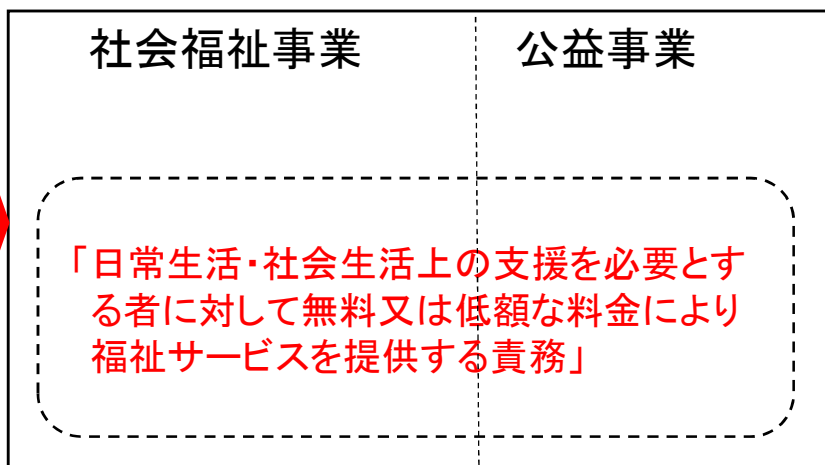 社会福祉事業 公益事業
「日常生活・社会生活上の支援を必要とす
る者に対して無料又は低額な料金により
福祉サービスを提供する責務」